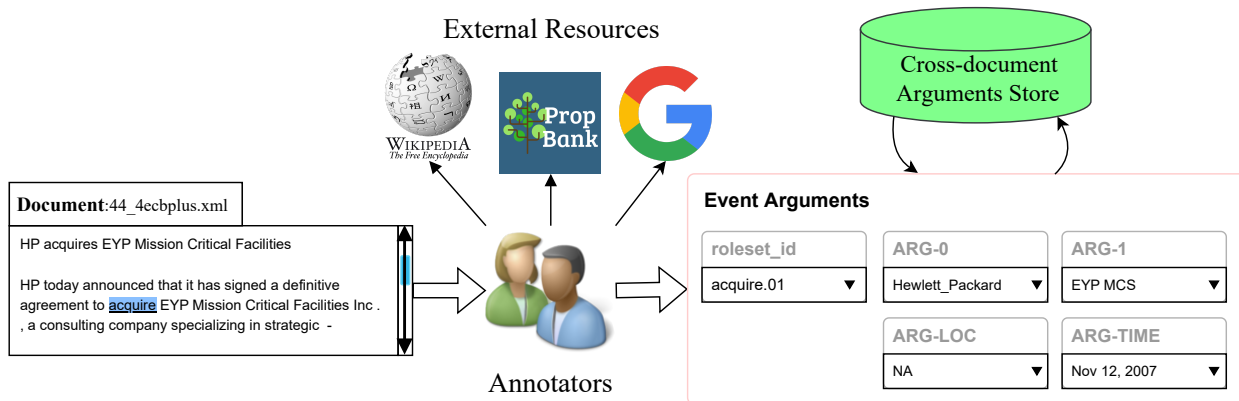 External Resources
WIKIPEDIA
The Free Encyclopedia
Prop
Bank
Cross-document
Arguments Store
Document:44_4ecbplus.xml
HP acquires EYP Mission Critical Facilities
HP today announced that it has signed a definitive
agreement to acquire EYP Mission Critical Facilities Inc .
, a consulting company specializing in strategic -
Annotators
Event Arguments
roleset_id
acquire.01
ARG-0
Hewlett_Packard
ARG-1
EYP MCS
ARG-LOC
NA
ARG-TIME
Nov 12, 2007